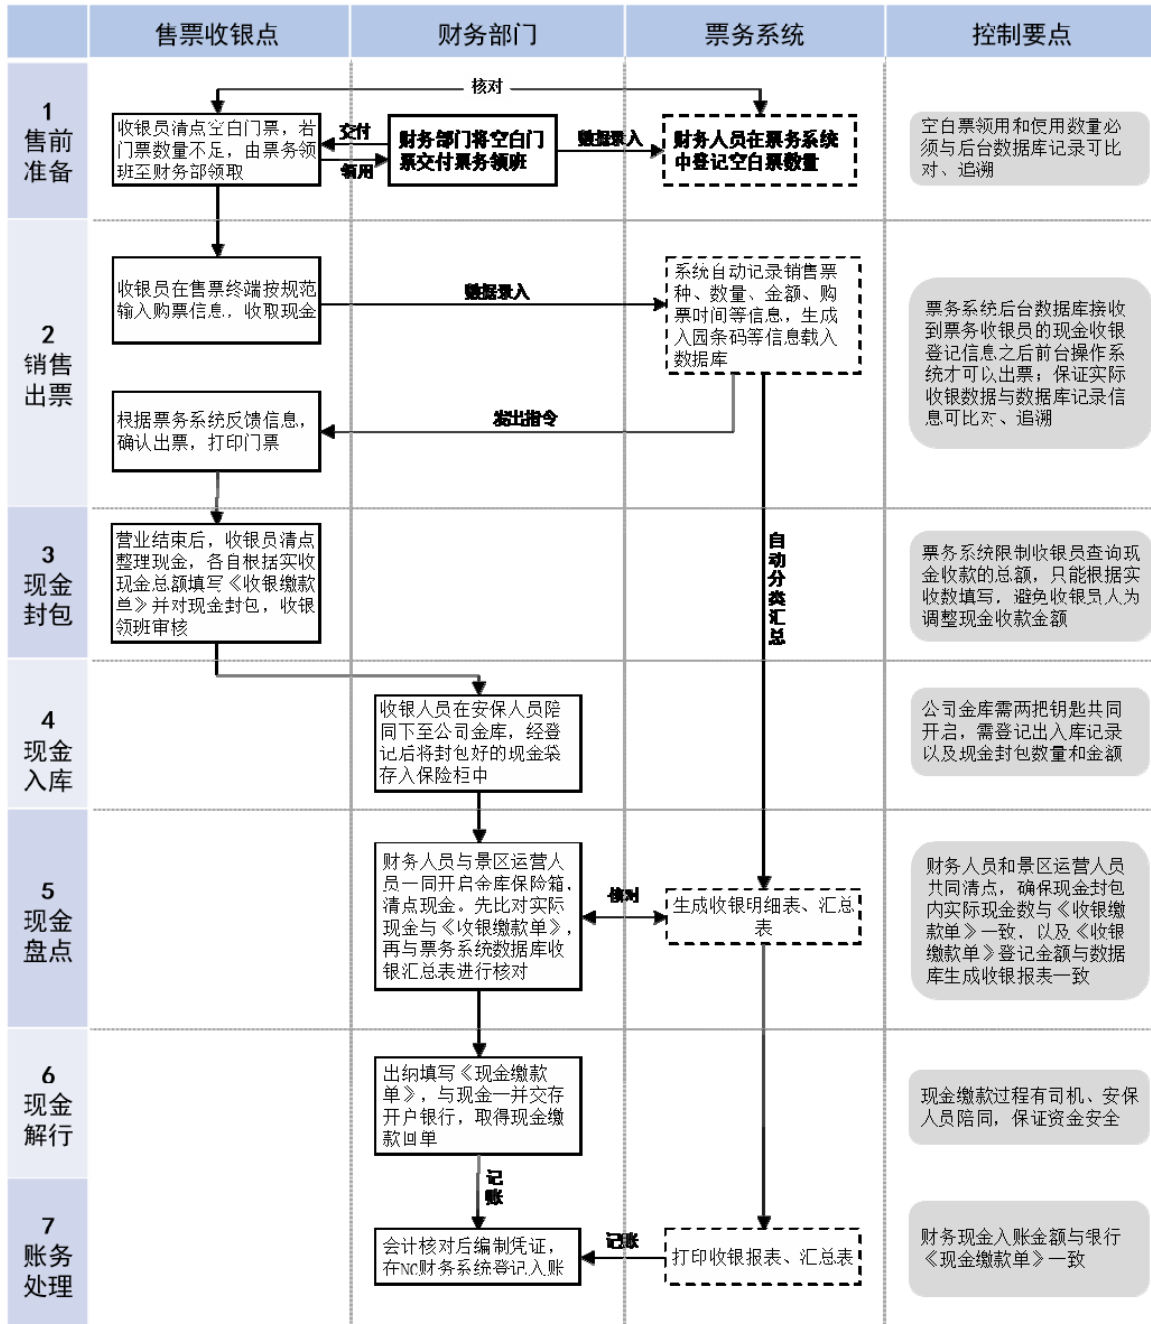 售票收银点
财务部门
票务系统
控制要点
1
售前
准备
核对
收银员清点空白门票，若
门票数量不足，由票务领
班至财务部领取
交付
领用
财务部门将空白门
票交付票务领班
数据录入
财务人员在票务系统
中登记空白票数量
空白票领用和使用数量必
须与后台数据库记录可比
对、追溯
2
销售
出票
收银员在售票终端按规范
输入购票信息，收取现金
数据录入
系统自动记录销售票
种、数量、金额、购
票时间等信息，生成
入园条码等信息载入
数据库
票务系统后台数据库接收
到票务收银员的现金收银
登记信息之后前台操作系
统才可以出票；保证实际
收银数据与数据库记录信
息可比对、追溯
根据票务系统反馈信息，
确认出票，打印门票
发出指令
3
现金
封包
营业结束后，收银员清点
整理现金，各自根据实收
现金总额填写《收银缴款
单》并对现金封包，收银
领班审核
自动分类汇总
票务系统限制收银员查询现
金收款的总额，只能根据实
收数填写，避免收银员人为
调整现金收款金额
4
现金
入库
收银人员在安保人员陪
同下至公司金库，经登
记后将封包好的现金袋
存入保险柜中
公司金库需两把钥匙共同
开启，需登记出入库记录
以及现金封包数量和金额
5
现金
盘点
财务人员与景区运营人
员一同开启金库保险箱，
清点现金。先比对实际
现金与《收银缴款单》，
再与票务系统数据库收
银汇总表进行核对
核对
生成收银明细表、汇总
表
财务人员和景区运营人员
共同清点，确保现金封包
内实际现金数与《收银缴
款单》一致，以及《收银
缴款单》登记金额与数据
库生成收银报表一致
6
现金
解行
出纳填写《现金缴款
单》，与现金一并交存
开户银行，取得现金缴
款回单
现金缴款过程有司机、安保
人员陪同，保证资金安全
记账
7
账务
处理
会计核对后编制凭证，
在NC财务系统登记入账
记账
打印收银报表、汇总表
财务现金入账金额与银行
《现金缴款单》一致